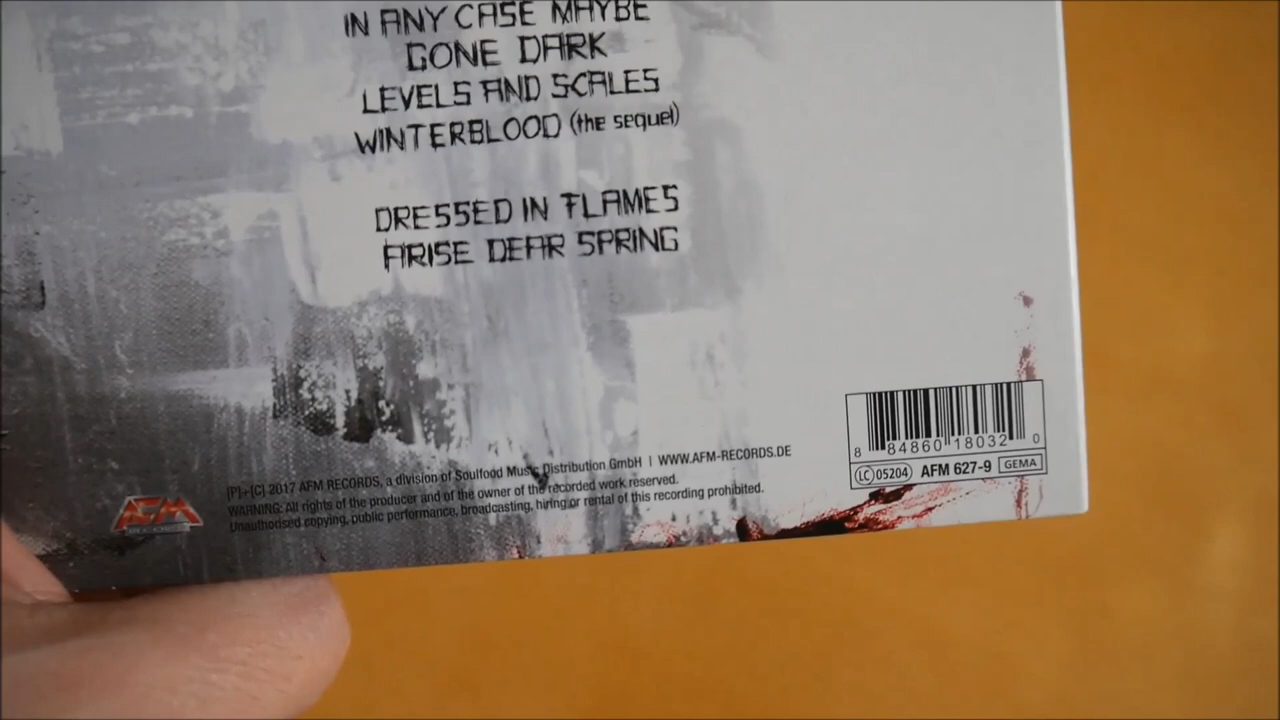 IN ANY CASE MAYBE
GONE DARK
LEVELS AND SCALES
WINTERBLOOD (the sequel)
DRESSED IN FLAMES
ARISE DEAR SPRING
AFM
[P]+[C] 2017 AFM RECORDS, a division of Soulfood Music Distribution GmbH | WWW.AFM-RECORDS.DE
WARNING: All rights of the producer and of the owner of the recorded work reserved.
Unauthorised copying, public performance, broadcasting, hiring or rental of this recording prohibited.
8 84860 18032 0
LC 05204 AFM 627-9 GEMA